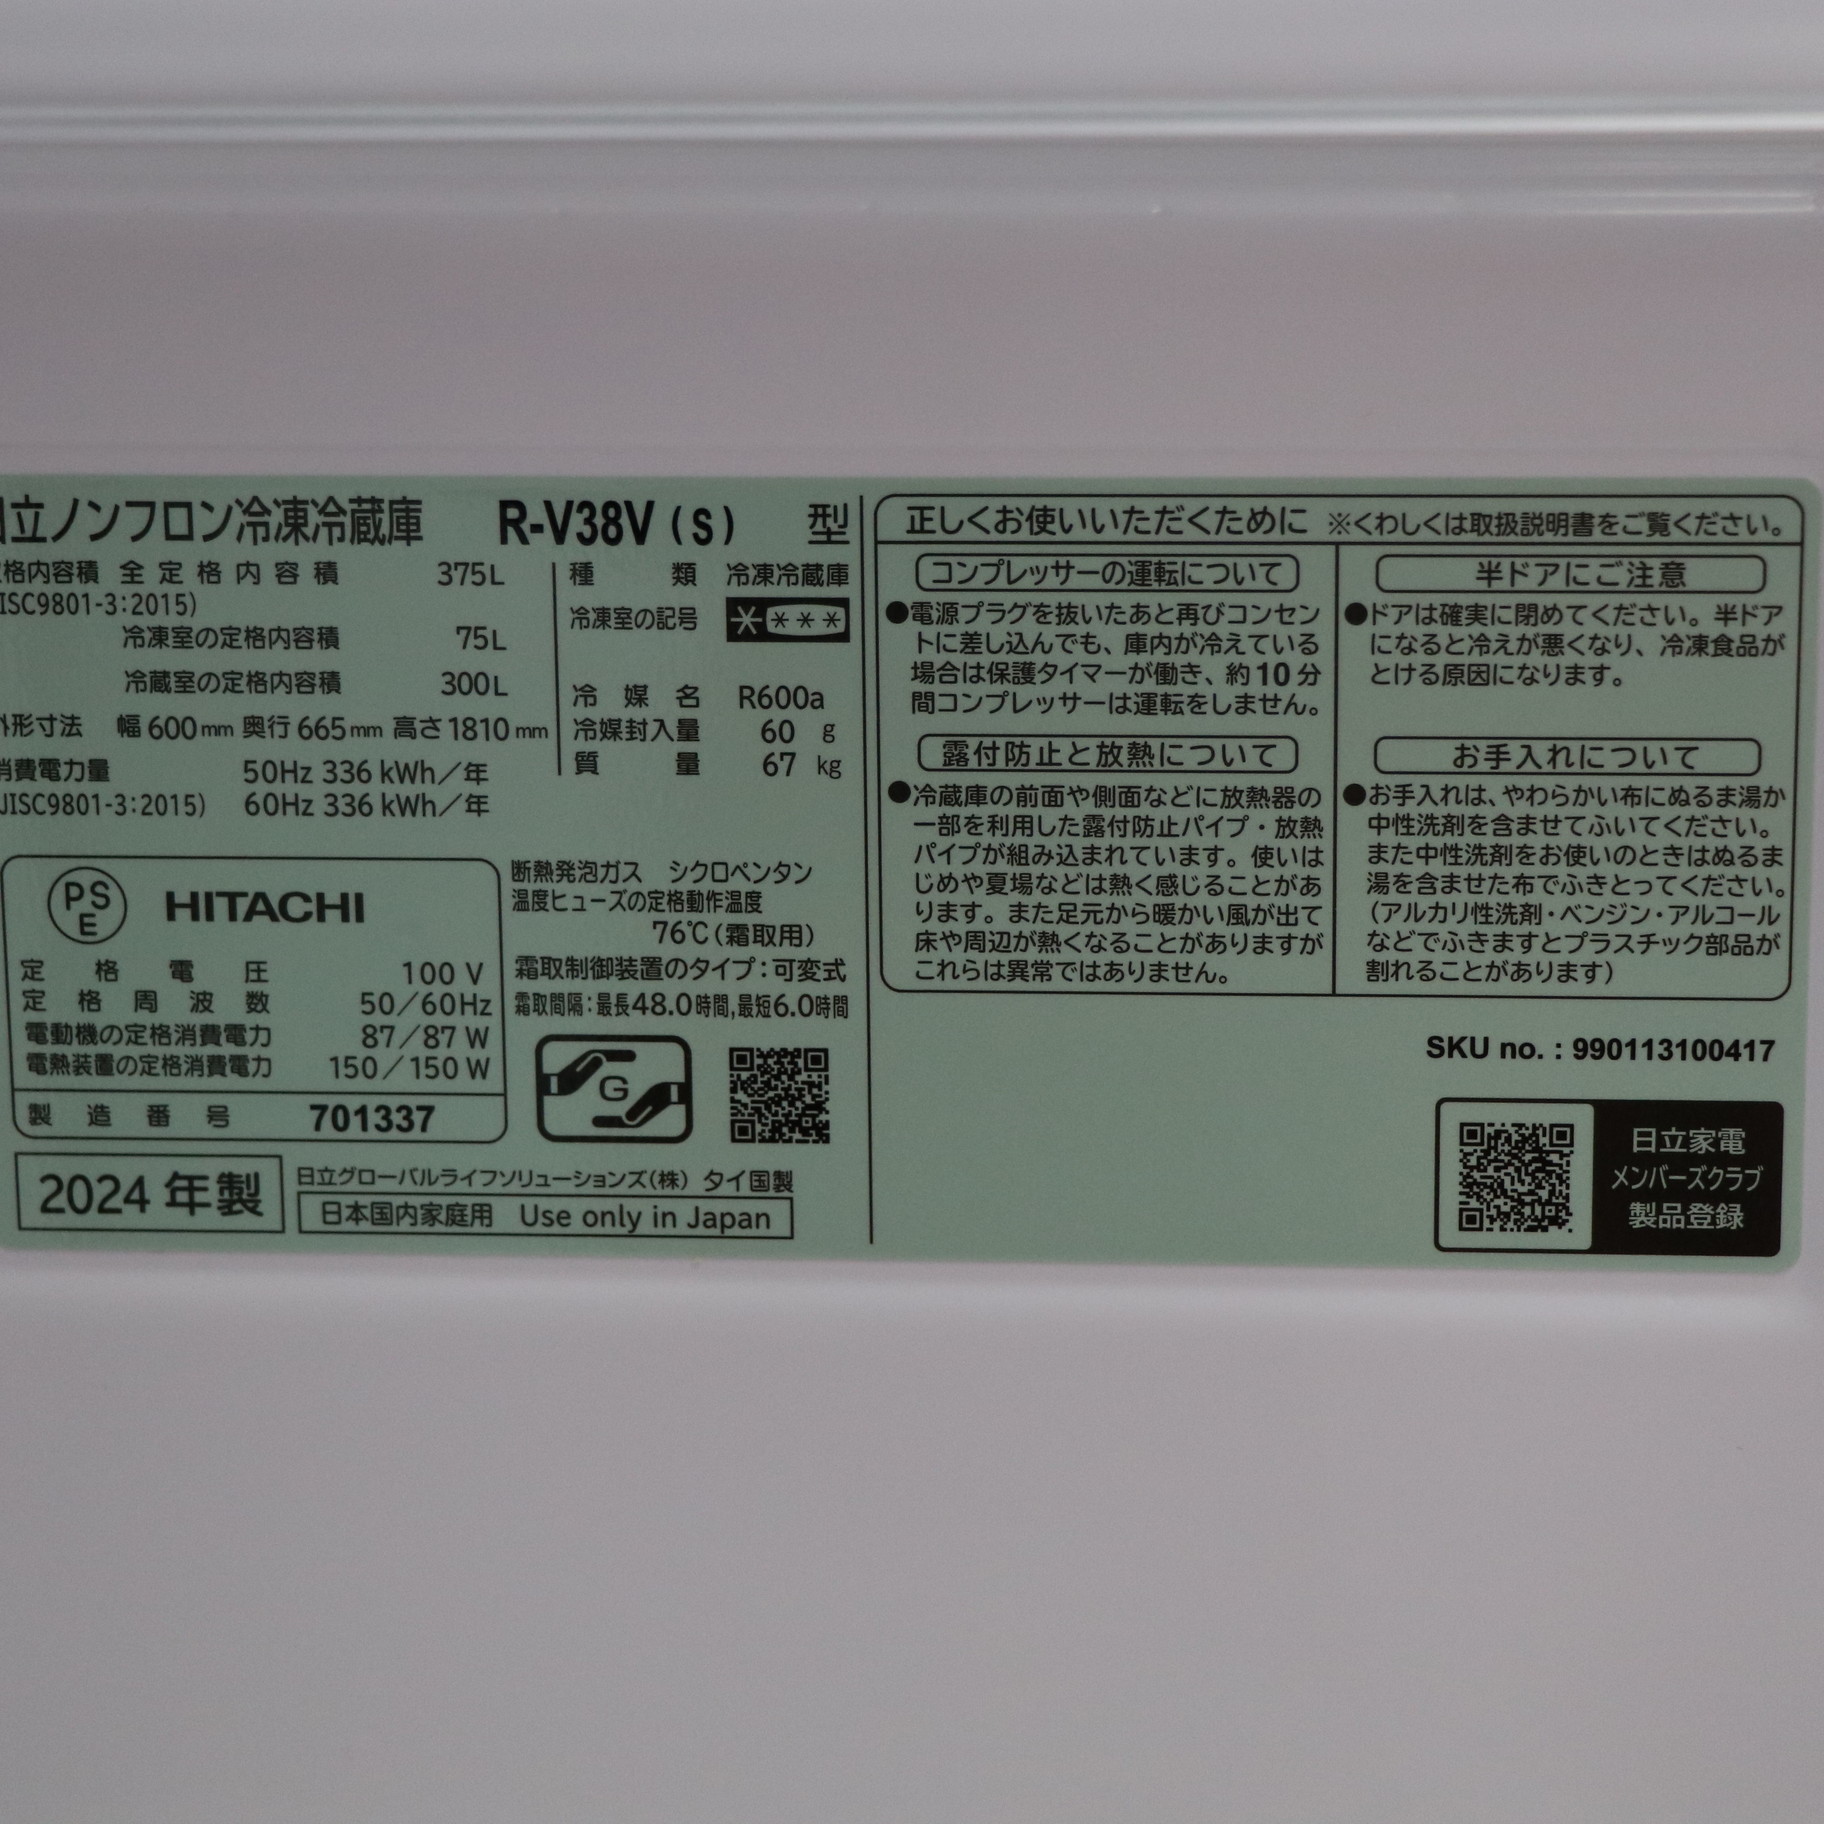 立ノンフロン冷凍冷蔵庫 R-V38V(S) 型
格内容積 全定格内容積 375L
ISC9801-3:2015)
冷凍室の定格内容積 75L
冷蔵室の定格内容積 300L
外形寸法 幅600mm 奥行665mm 高さ1810mm
消費電力量 50Hz 336kWh/年
JISC9801-3:2015) 60Hz 336kWh/年
種類 冷凍冷蔵庫
冷凍室の記号 ****
冷媒名 R600a
冷媒封入量 60 g
質量 67 kg
PSE HITACHI
定格電圧 100V
定格周波数 50/60Hz
電動機の定格消費電力 87/87W
電熱装置の定格消費電力 150/150W
製造番号 701337
断熱発泡ガス シクロペンタン
温度ヒューズの定格動作温度
76℃(霜取用)
霜取制御装置のタイプ:可変式
霜取間隔:最長48.0時間,最短6.0時間
G
2024年製
日立グローバルライフソリューションズ(株) タイ国製
日本国内家庭用 Use only in Japan
正しくお使いいただくために ※くわしくは取扱説明書をご覧ください。
コンプレッサーの運転について
●電源プラグを抜いたあと再びコンセン
トに差し込んでも、庫内が冷えている
場合は保護タイマーが働き、約10分
間コンプレッサーは運転をしません。
露付防止と放熱について
●冷蔵庫の前面や側面などに放熱器の
一部を利用した露付防止パイプ・放熱
パイプが組み込まれています。使いは
じめや夏場などは熱く感じることがあ
ります。また足元から暖かい風が出て
床や周辺が熱くなることがありますが
これらは異常ではありません。
半ドアにご注意
●ドアは確実に閉めてください。半ドア
になると冷えが悪くなり、冷凍食品が
とける原因になります。
お手入れについて
●お手入れは、やわらかい布にぬるま湯か
中性洗剤を含ませてふいてください。
また中性洗剤をお使いのときはぬるま
湯を含ませた布でふきとってください。
(アルカリ性洗剤・ベンジン・アルコール
などでふきますとプラスチック部品が
割れることがあります)
SKU no. : 990113100417
日立家電
メンバーズクラブ
製品登録